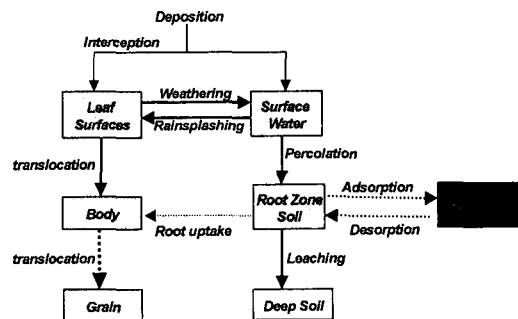 Deposition
Interception
Weathering
Leaf
Surfaces
Surface
Water
Rainsplashing
translocation
Percolation
Adsorption
Body
Root Zone
Soil
Root uptake
Desorption
translocation
Leaching
Grain
Deep Soil